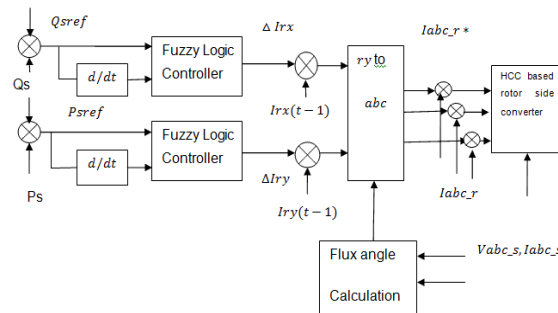 Qsref
Δ Irx
Iabc_r *
Fuzzy Logic
Controller
ry to
abc
HCC based
rotor side
converter
d/dt
Qs
Irx(t−1)
Psref
Fuzzy Logic
Controller
d/dt
ΔIry
Iabc_r
Ps
Iry(t−1)
Flux angle
Calculation
Vabc_s, Iabc_s